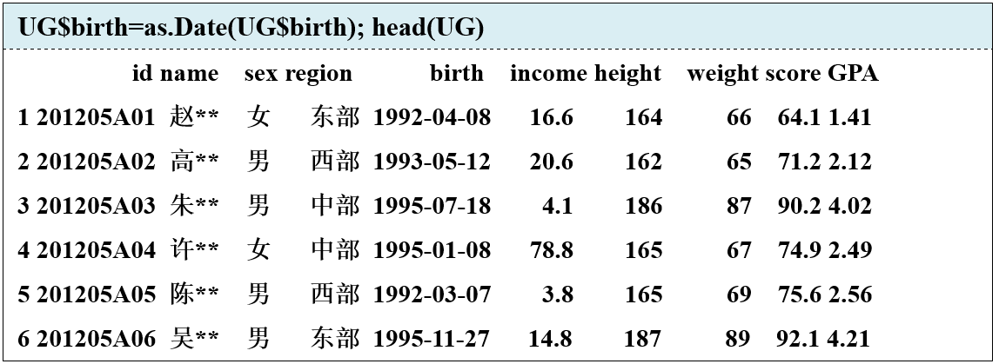 UG$birth=as.Date(UG$birth); head(UG)
id name sex region birth income height weight score GPA
1 201205A01 赵** 女 东部 1992-04-08 16.6 164 66 64.1 1.41
2 201205A02 高** 男 西部 1993-05-12 20.6 162 65 71.2 2.12
3 201205A03 朱** 男 中部 1995-07-18 4.1 186 87 90.2 4.02
4 201205A04 许** 女 中部 1995-01-08 78.8 165 67 74.9 2.49
5 201205A05 陈** 男 西部 1992-03-07 3.8 165 69 75.6 2.56
6 201205A06 吴** 男 东部 1995-11-27 14.8 187 89 92.1 4.21